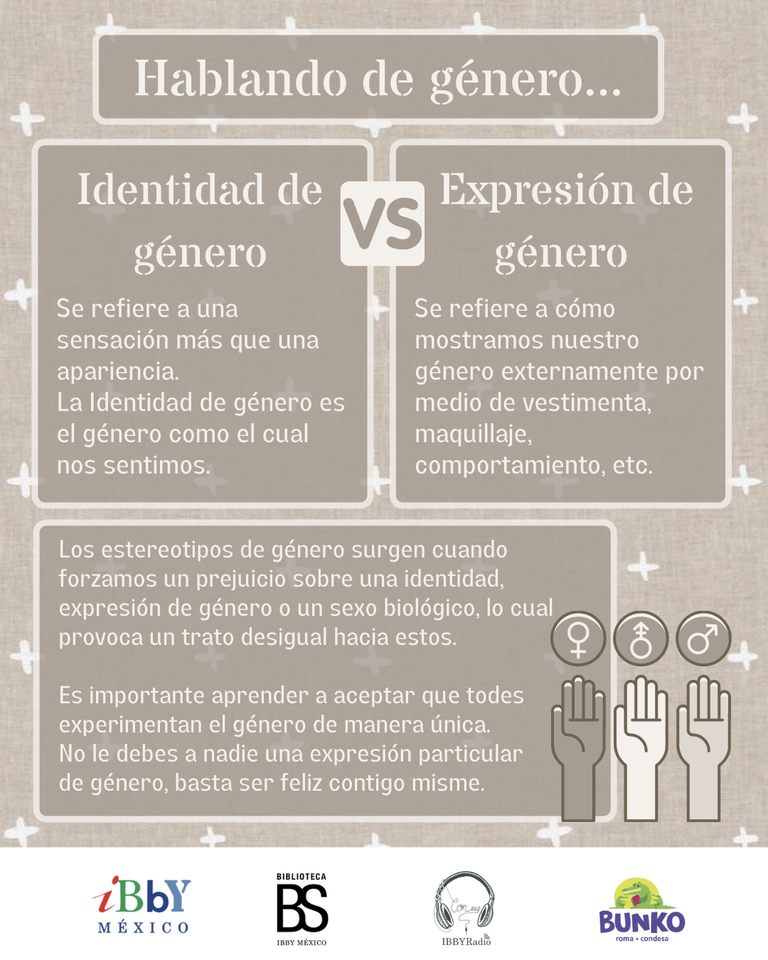 Hablando de género...
Identidad de
género
VS
Expresión de
género
Se refiere a una
sensación más que una
apariencia.
La Identidad de género es
el género como el cual
nos sentimos.
Se refiere a cómo
mostramos nuestro
género externamente por
medio de vestimenta,
maquillaje,
comportamiento, etc.
Los estereotipos de género surgen cuando
forzamos un prejuicio sobre una identidad,
expresión de género o un sexo biológico, lo cual
provoca un trato desigual hacia estos.
Es importante aprender a aceptar que todes
experimentan el género de manera única.
No le debes a nadie una expresión particular
de género, basta ser feliz contigo misme.
iBbY
MÉXICO
BIBLIOTECA
BS
IBBY MÉXICO
IBBYRadio
BUNKO
roma • condesa